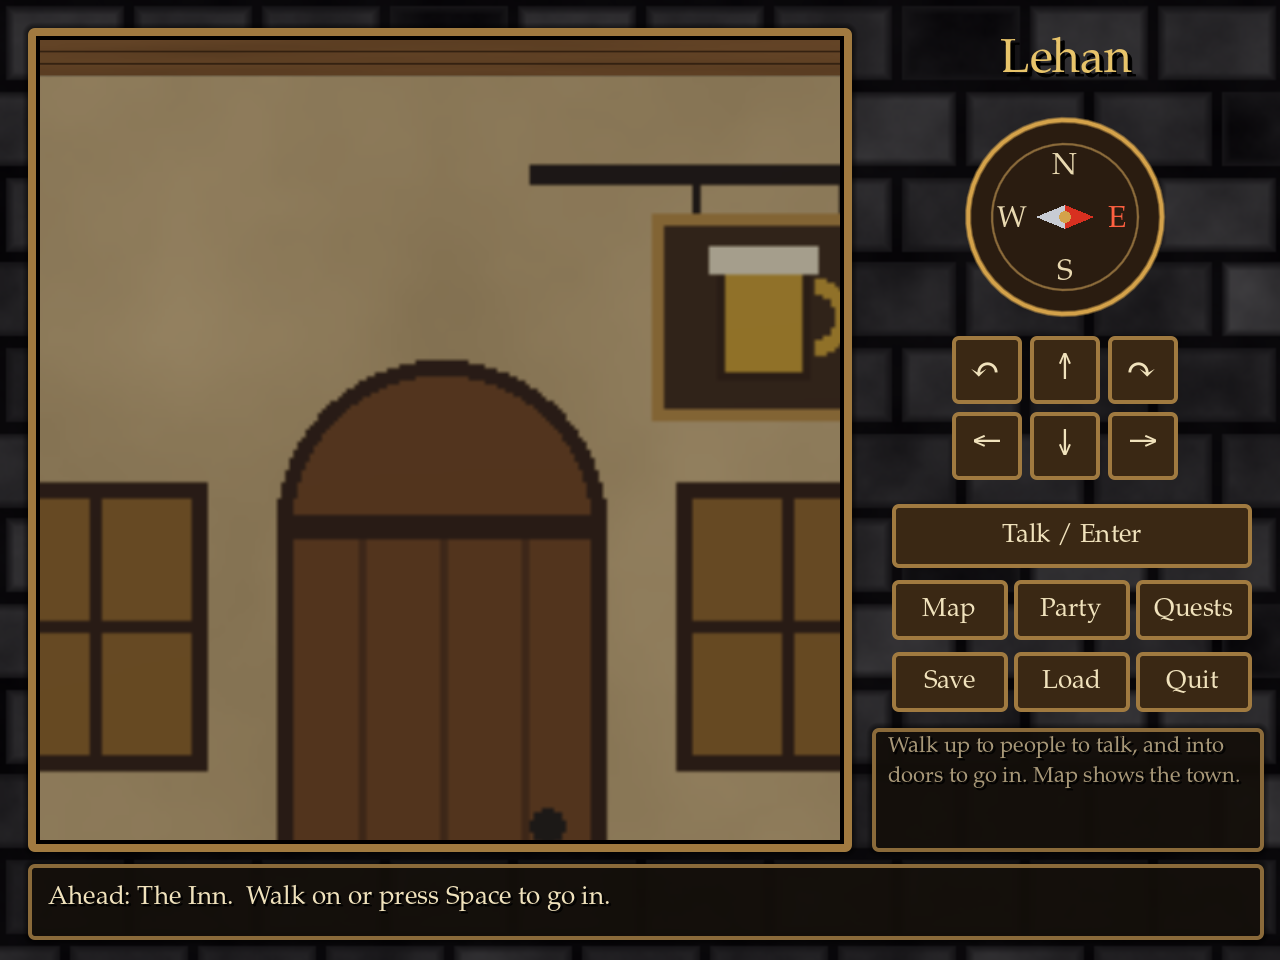 Lehan
N
W E
S
↶ ↑ ↷
← ↓ →
Talk / Enter
Map Party Quests
Save Load Quit
Walk up to people to talk, and into
doors to go in. Map shows the town.
Ahead: The Inn.  Walk on or press Space to go in.